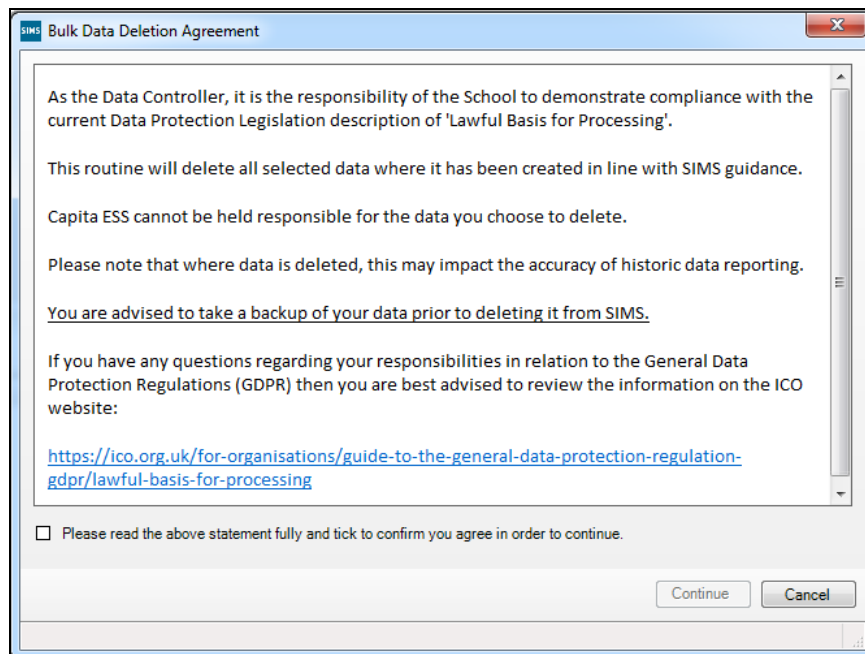 SIMS Bulk Data Deletion Agreement
As the Data Controller, it is the responsibility of the School to demonstrate compliance with the
current Data Protection Legislation description of 'Lawful Basis for Processing'.
This routine will delete all selected data where it has been created in line with SIMS guidance.
Capita ESS cannot be held responsible for the data you choose to delete.
Please note that where data is deleted, this may impact the accuracy of historic data reporting.
You are advised to take a backup of your data prior to deleting it from SIMS.
If you have any questions regarding your responsibilities in relation to the General Data
Protection Regulations (GDPR) then you are best advised to review the information on the ICO
website:
https://ico.org.uk/for-organisations/guide-to-the-general-data-protection-regulation-
gdpr/lawful-basis-for-processing
Please read the above statement fully and tick to confirm you agree in order to continue.
Continue Cancel